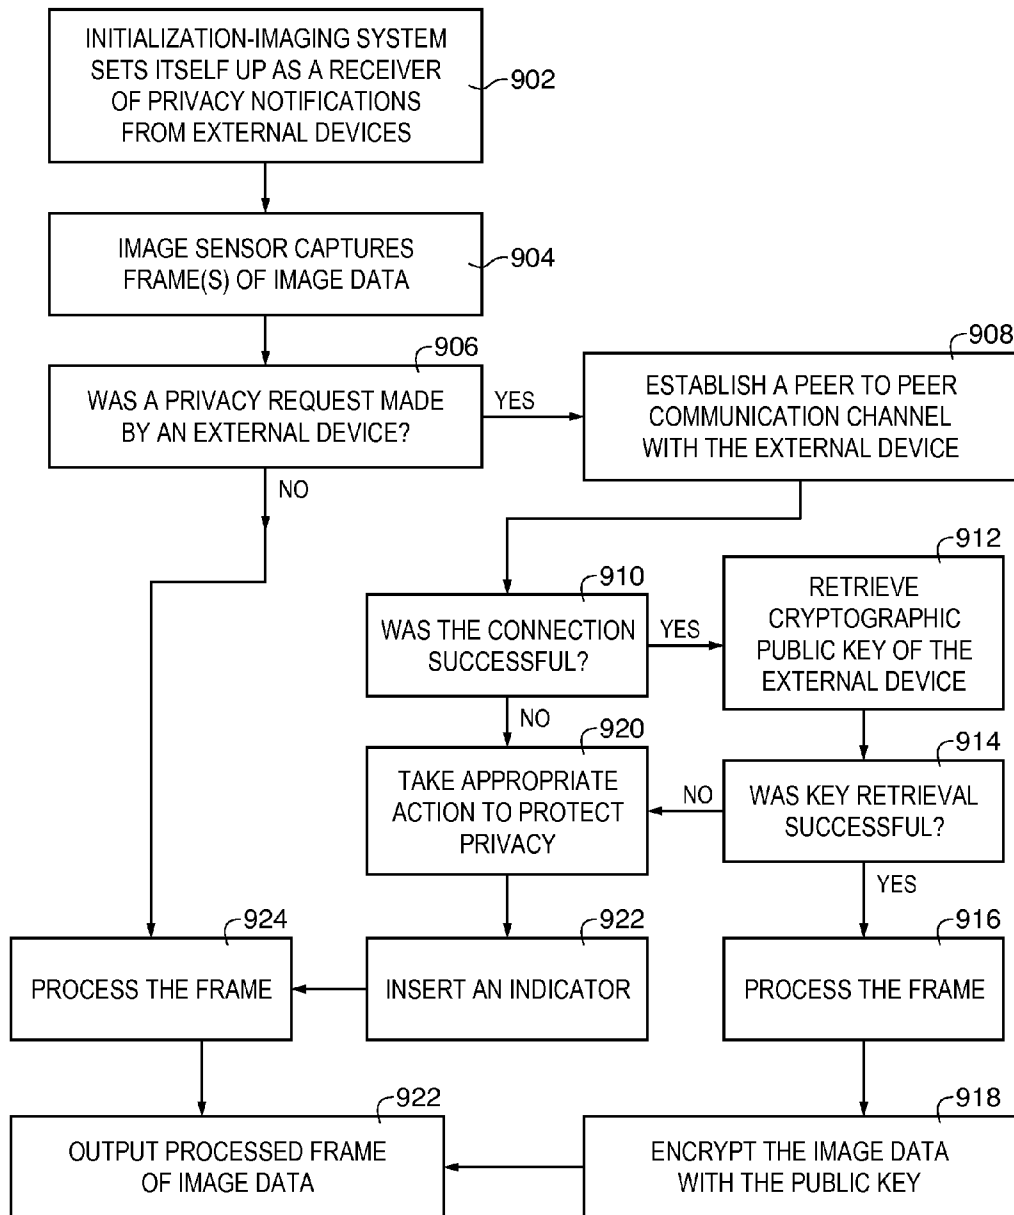 INITIALIZATION-IMAGING SYSTEM
SETS ITSELF UP AS A RECEIVER
OF PRIVACY NOTIFICATIONS
FROM EXTERNAL DEVICES
902
IMAGE SENSOR CAPTURES
FRAME(S) OF IMAGE DATA
904
906
WAS A PRIVACY REQUEST MADE
BY AN EXTERNAL DEVICE?
YES
NO
908
ESTABLISH A PEER TO PEER
COMMUNICATION CHANNEL
WITH THE EXTERNAL DEVICE
910
WAS THE CONNECTION
SUCCESSFUL?
YES
NO
912
RETRIEVE
CRYPTOGRAPHIC
PUBLIC KEY OF THE
EXTERNAL DEVICE
914
WAS KEY RETRIEVAL
SUCCESSFUL?
NO
YES
920
TAKE APPROPRIATE
ACTION TO PROTECT
PRIVACY
924
PROCESS THE FRAME
922
INSERT AN INDICATOR
916
PROCESS THE FRAME
922
OUTPUT PROCESSED FRAME
OF IMAGE DATA
918
ENCRYPT THE IMAGE DATA
WITH THE PUBLIC KEY